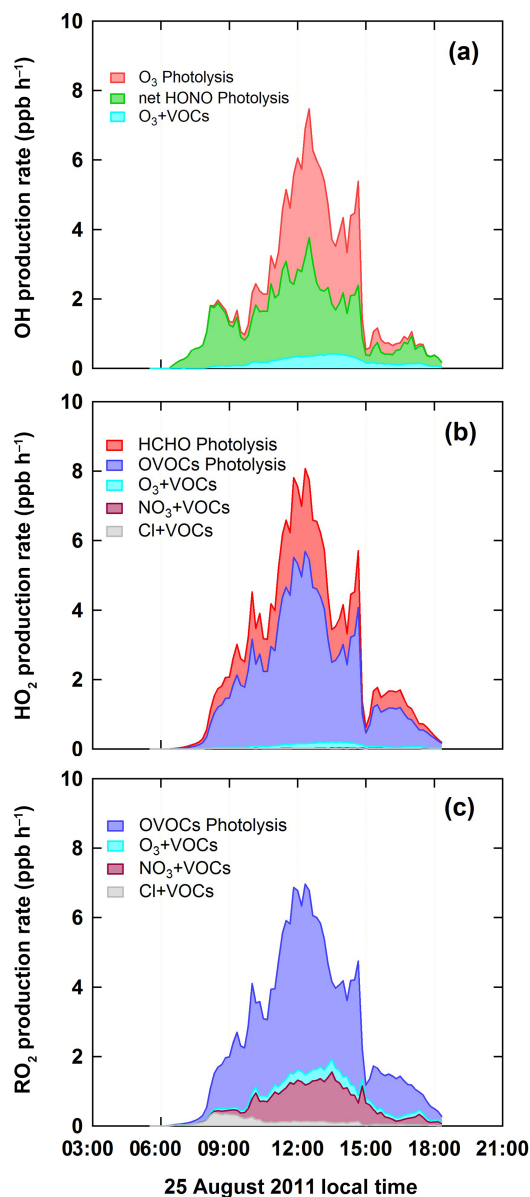 (a)
O₃ Photolysis
net HONO Photolysis
O₃+VOCs
OH production rate (ppb h⁻¹)
10
8
6
4
2
0
(b)
HCHO Photolysis
OVOCs Photolysis
O₃+VOCs
NO₃+VOCs
Cl+VOCs
HO₂ production rate (ppb h⁻¹)
10
8
6
4
2
0
(c)
OVOCs Photolysis
O₃+VOCs
NO₃+VOCs
Cl+VOCs
RO₂ production rate (ppb h⁻¹)
10
8
6
4
2
0
03:00 06:00 09:00 12:00 15:00 18:00 21:00
25 August 2011 local time